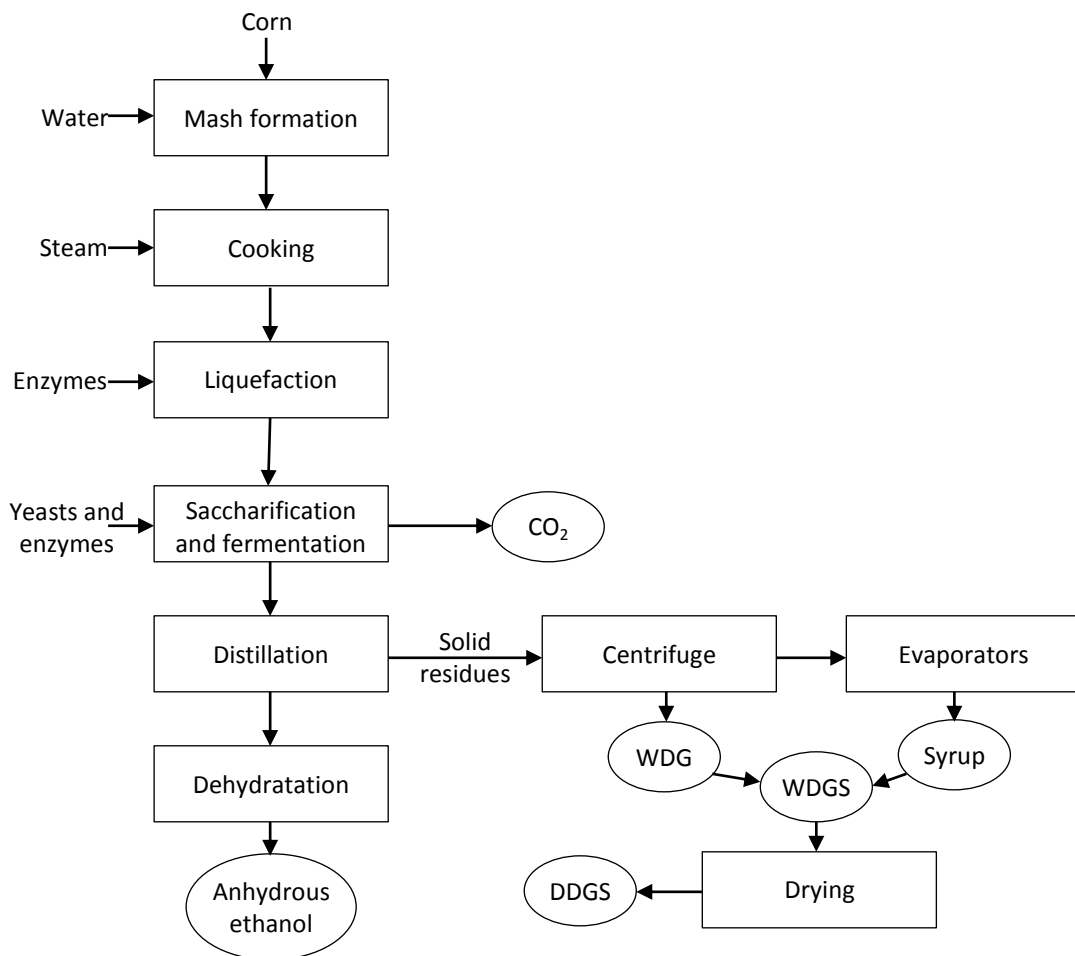 Corn
Water
Mash formation
Steam
Cooking
Enzymes
Liquefaction
Yeasts and
enzymes
Saccharification
and fermentation
CO₂
Distillation
Solid
residues
Centrifuge
Evaporators
WDG
Syrup
WDGS
Dehydratation
Anhydrous
ethanol
DDGS
Drying